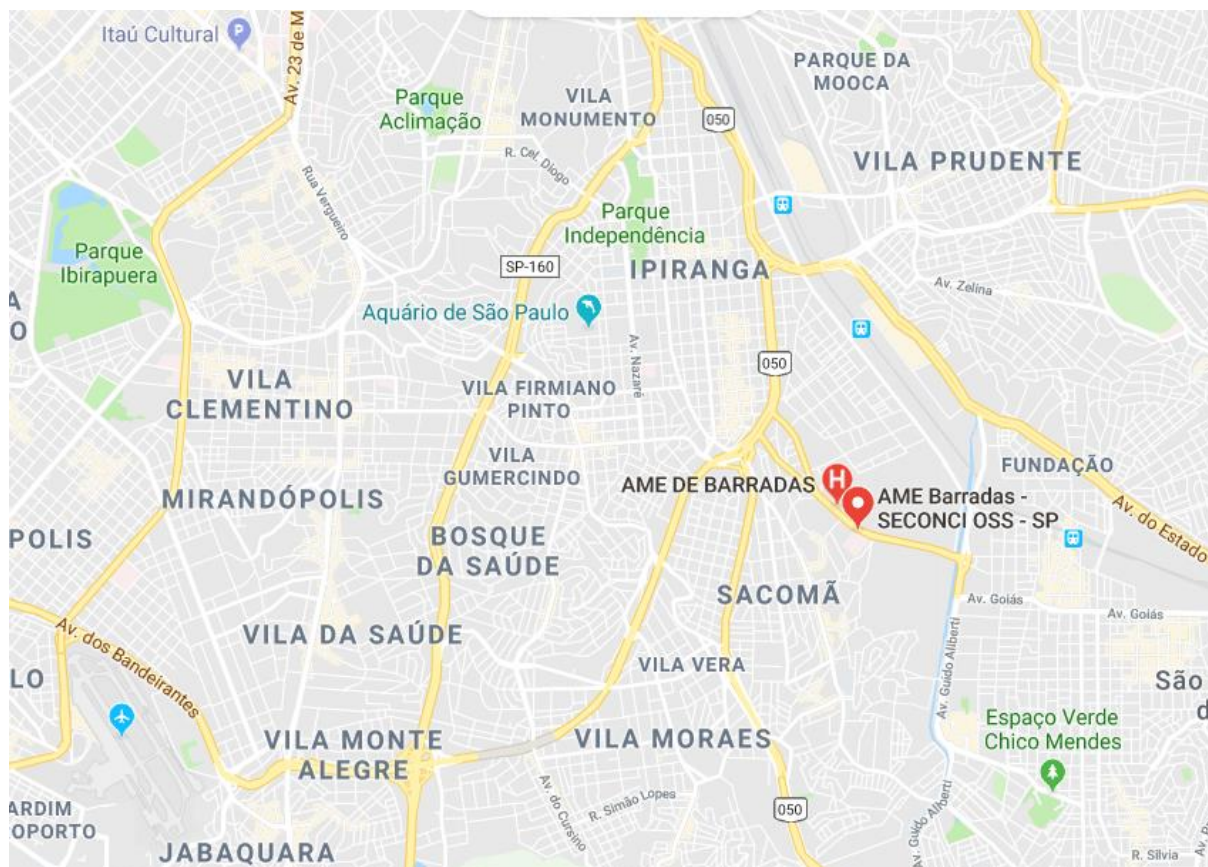 Itaú Cultural
Av. 23 de M
Parque
Aclimação
VILA
MONUMENTO
R. Cel. Diogo
050
PARQUE DA
MOOCA
VILA PRUDENTE
Rua Vergueiro
Parque
Ibirapuera
Parque
Independência
SP-160
IPIRANGA
Av. Zelina
Aquário de São Paulo
A
O
Av. Nazaré
050
VILA
CLEMENTINO
VILA FIRMIANO
PINTO
VILA
GUMERCINDO
FUNDAÇÃO
MIRANDÓPOLIS
AME DE BARRADAS
H
AME Barradas -
SECONCI OSS - SP
Av. do Estado
POLIS
BOSQUE
DA SAÚDE
SACOMÃ
Av. Goiás
Av. Goiás
Av. dos Bandeirantes
VILA DA SAÚDE
Av. Guido Aliberti
VILA VERA
LO
São
d
Espaço Verde
Chico Mendes
VILA MONTE
ALEGRE
VILA MORAES
Av. do Cursino
R. Simão Lopes
050
Av. Guido Aliberti
ARDIM
OPORTO
JABAQUARA
R. Sílvia